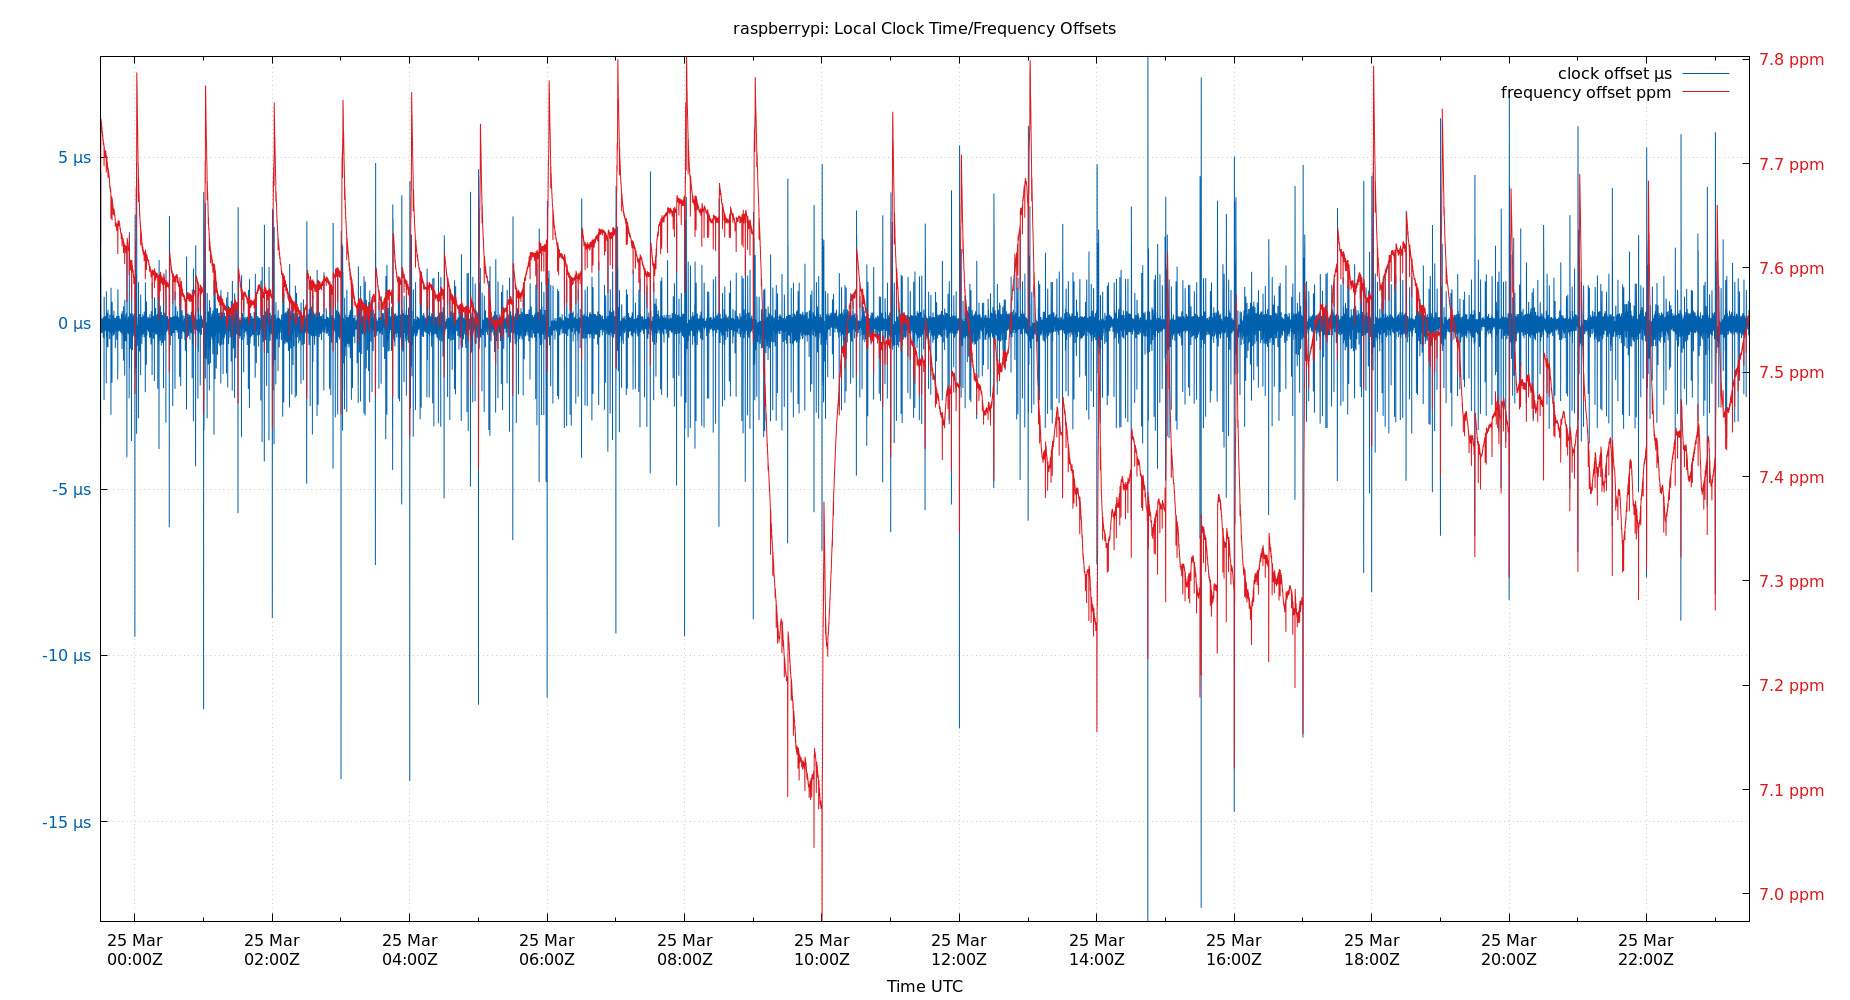 raspberrypi: Local Clock Time/Frequency Offsets
clock offset µs
frequency offset ppm
5 µs
0 µs
-5 µs
-10 µs
-15 µs
7.8 ppm
7.7 ppm
7.6 ppm
7.5 ppm
7.4 ppm
7.3 ppm
7.2 ppm
7.1 ppm
7.0 ppm
25 Mar 25 Mar 25 Mar 25 Mar 25 Mar 25 Mar 25 Mar 25 Mar 25 Mar 25 Mar 25 Mar 25 Mar
00:00Z 02:00Z 04:00Z 06:00Z 08:00Z 10:00Z 12:00Z 14:00Z 16:00Z 18:00Z 20:00Z 22:00Z
Time UTC